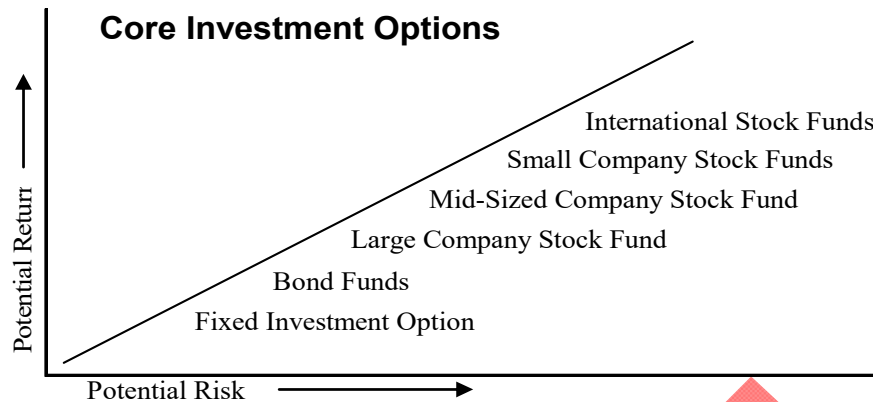 Core Investment Options
International Stock Funds
Small Company Stock Funds
Mid-Sized Company Stock Fund
Large Company Stock Fund
Bond Funds
Fixed Investment Option
Potential Return
Potential Risk